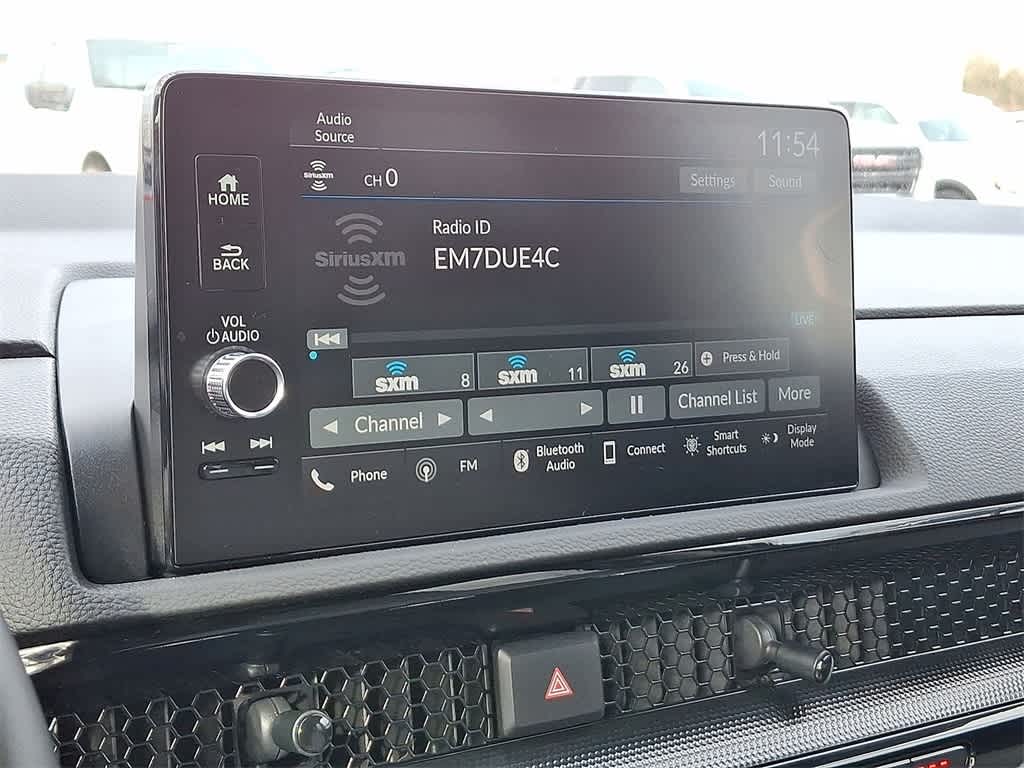 Audio
Source
11:54
SiriusXM
CH 0
Settings
Sound
HOME
BACK
Radio ID
SiriusXM
EM7DUE4C
VOL
AUDIO
LIVE
sxm 8
sxm 11
sxm 26
Press & Hold
Channel
Channel List
More
Phone
FM
Bluetooth
Audio
Connect
Smart
Shortcuts
Display
Mode